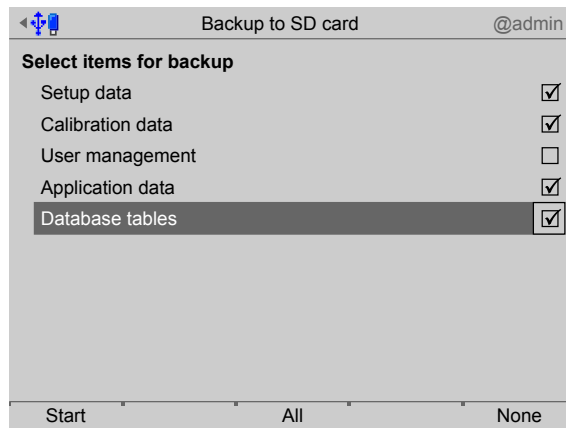 Backup to SD card @admin
Select items for backup
Setup data
Calibration data
User management
Application data
Database tables
Start All None